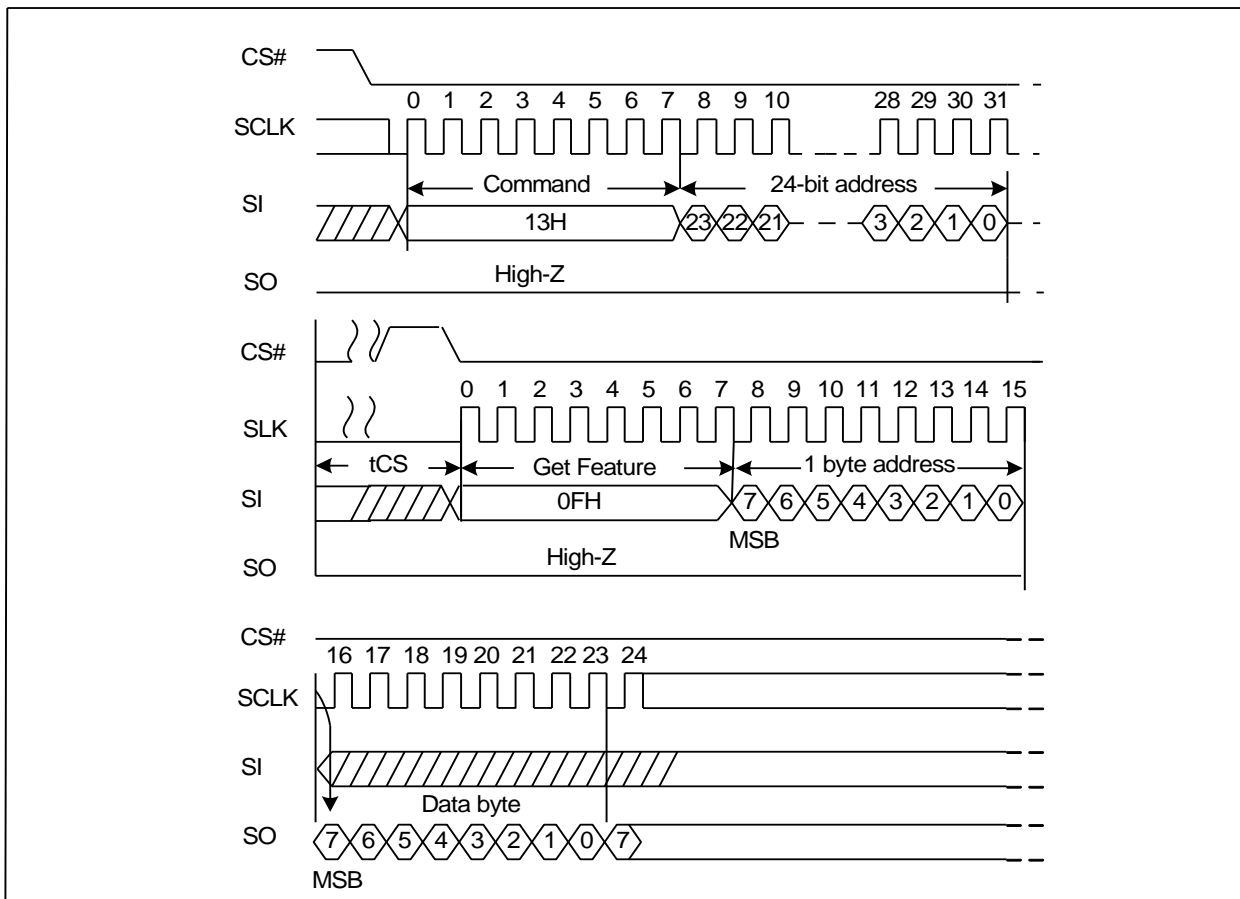 CS#
0 1 2 3 4 5 6 7 8 9 10 28 29 30 31
SCLK
Command 24-bit address
SI
13H 23 22 21 3 2 1 0
High-Z
SO
CS#
0 1 2 3 4 5 6 7 8 9 10 11 12 13 14 15
SLK
tCS Get Feature 1 byte address
SI
0FH 7 6 5 4 3 2 1 0
MSB
High-Z
SO
CS#
16 17 18 19 20 21 22 23 24
SCLK
SI
Data byte
SO 7 6 5 4 3 2 1 0 7
MSB